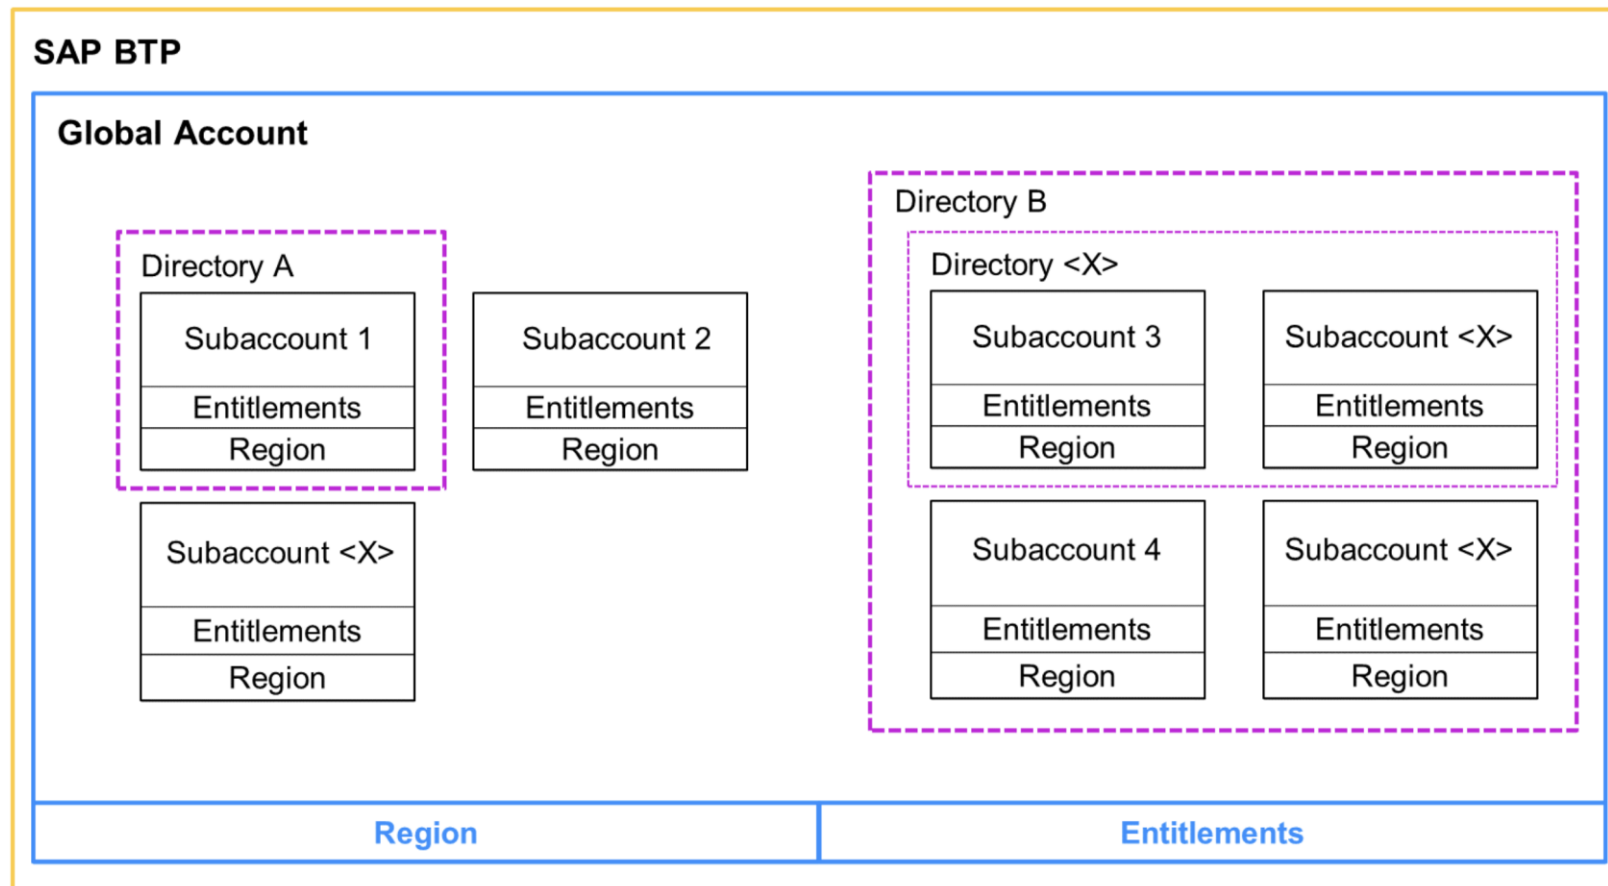 SAP BTP
Global Account
Directory A
Subaccount 1
Entitlements
Region
Subaccount 2
Entitlements
Region
Subaccount <X>
Entitlements
Region
Directory B
Directory <X>
Subaccount 3
Entitlements
Region
Subaccount <X>
Entitlements
Region
Subaccount 4
Entitlements
Region
Subaccount <X>
Entitlements
Region
Region
Entitlements